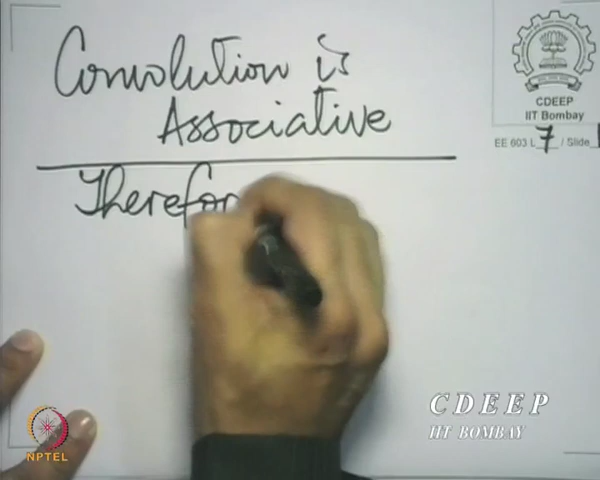 Convolution is
Associative
Therefor
CDEEP
IIT Bombay
EE 603 L 7 / Slide
CDEEP
IIT BOMBAY
NPTEL